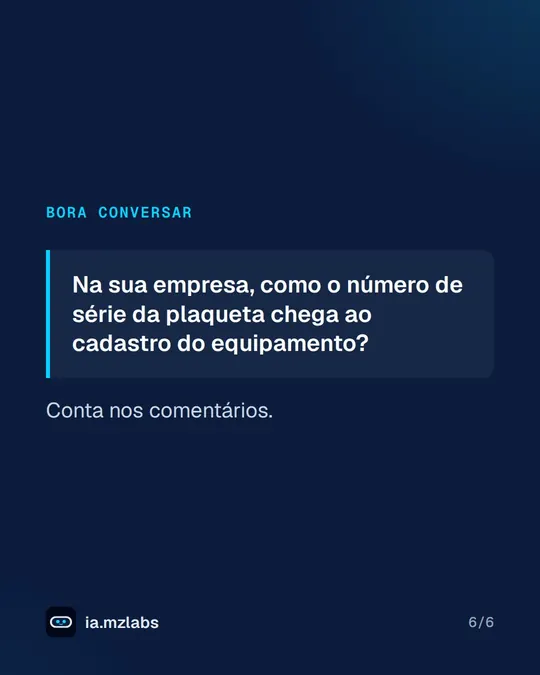 BORA CONVERSAR
Na sua empresa, como o número de
série da plaqueta chega ao
cadastro do equipamento?
Conta nos comentários.
ia.mzlabs
6/6